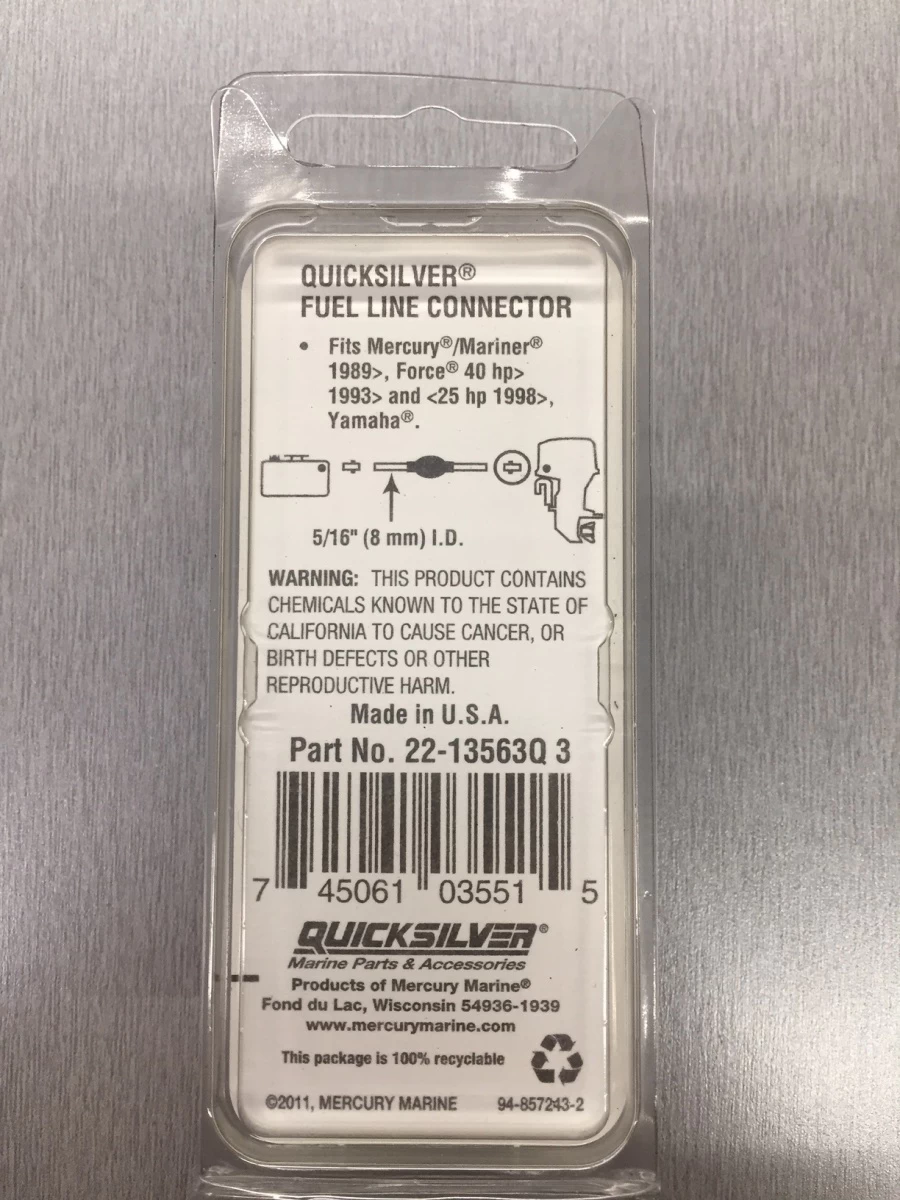 QUICKSILVER®
FUEL LINE CONNECTOR
• Fits Mercury®/Mariner®
1989>, Force® 40 hp>
1993> and <25 hp 1998>,
Yamaha®.
5/16" (8 mm) I.D.
WARNING: THIS PRODUCT CONTAINS
CHEMICALS KNOWN TO THE STATE OF
CALIFORNIA TO CAUSE CANCER, OR
BIRTH DEFECTS OR OTHER
REPRODUCTIVE HARM.
Made in U.S.A.
Part No. 22-13563Q 3
7 45061 03551 5
QUICKSILVER®
Marine Parts & Accessories
Products of Mercury Marine®
Fond du Lac, Wisconsin 54936-1939
www.mercurymarine.com
This package is 100% recyclable
©2011, MERCURY MARINE 94-857243-2